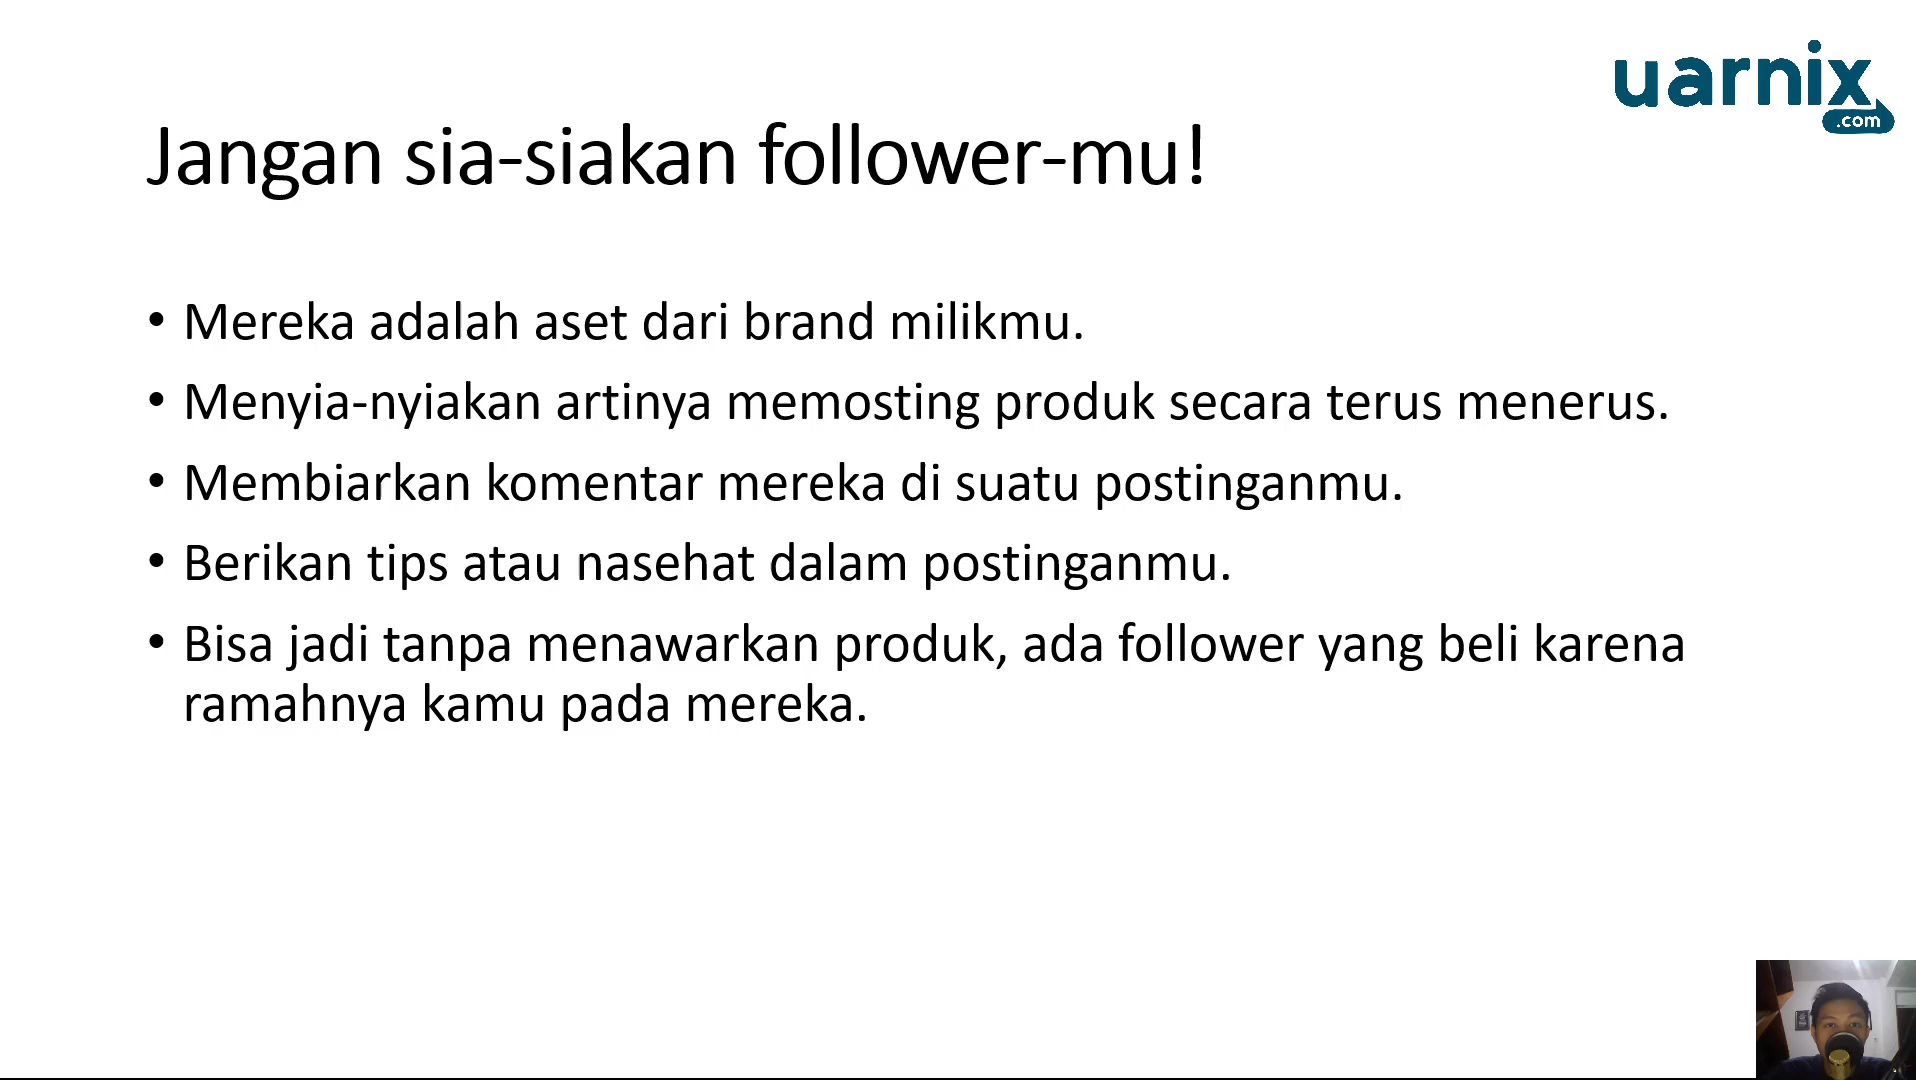 uarnix
.com
Jangan sia-siakan follower-mu!
• Mereka adalah aset dari brand milikmu.
• Menyia-nyiakan artinya memosting produk secara terus menerus.
• Membiarkan komentar mereka di suatu postinganmu.
• Berikan tips atau nasehat dalam postinganmu.
• Bisa jadi tanpa menawarkan produk, ada follower yang beli karena
ramahnya kamu pada mereka.